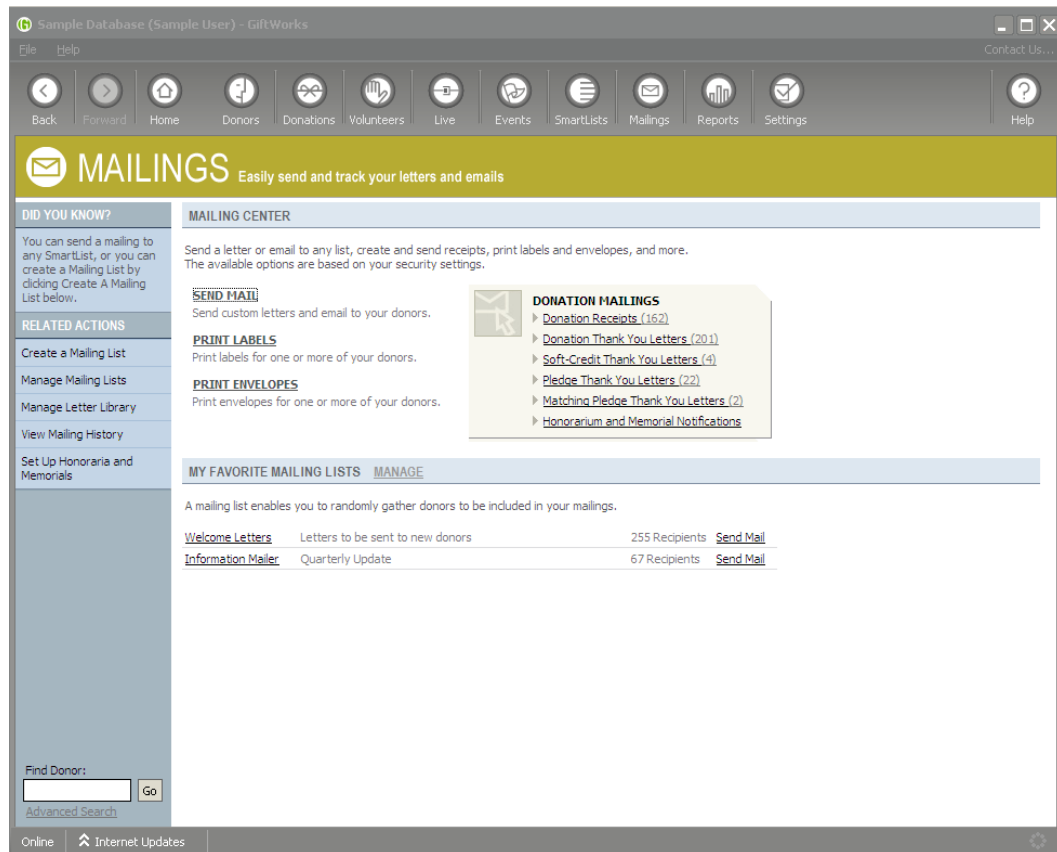 Sample Database (Sample User) - GiftWorks
File Help Contact Us...
Back Forward Home Donors Donations Volunteers Live Events SmartLists Mailings Reports Settings Help
MAILINGS Easily send and track your letters and emails
DID YOU KNOW?
You can send a mailing to
any SmartList, or you can
create a Mailing List by
clicking Create A Mailing
List below.
RELATED ACTIONS
Create a Mailing List
Manage Mailing Lists
Manage Letter Library
View Mailing History
Set Up Honoraria and
Memorials
Find Donor:
Go
Advanced Search
MAILING CENTER
Send a letter or email to any list, create and send receipts, print labels and envelopes, and more.
The available options are based on your security settings.
SEND MAIL
Send custom letters and email to your donors.
PRINT LABELS
Print labels for one or more of your donors.
PRINT ENVELOPES
Print envelopes for one or more of your donors.
DONATION MAILINGS
Donation Receipts (162)
Donation Thank You Letters (201)
Soft-Credit Thank You Letters (4)
Pledge Thank You Letters (22)
Matching Pledge Thank You Letters (2)
Honorarium and Memorial Notifications
MY FAVORITE MAILING LISTS MANAGE
A mailing list enables you to randomly gather donors to be included in your mailings.
Welcome Letters Letters to be sent to new donors 255 Recipients Send Mail
Information Mailer Quarterly Update 67 Recipients Send Mail
Online Internet Updates